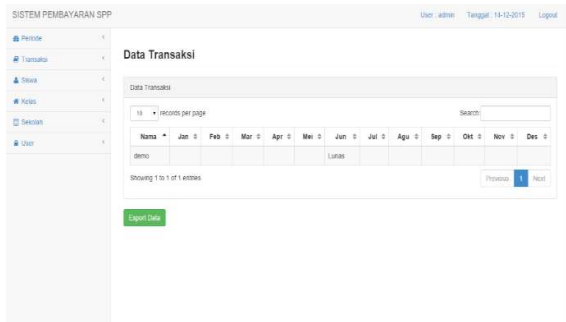 SISTEM PEMBAYARAN SPP User : admin Tanggal : 14-12-2015 Logout
Periode
Transaksi
Siswa
Kelas
Sekolah
User
Data Transaksi
Data Transaksi
10 records per page Search:
Nama Jan Feb Mar Apr Mei Jun Jul Agu Sep Okt Nov Des
demo Lunas
Showing 1 to 1 of 1 entries Previous 1 Next
Export Data